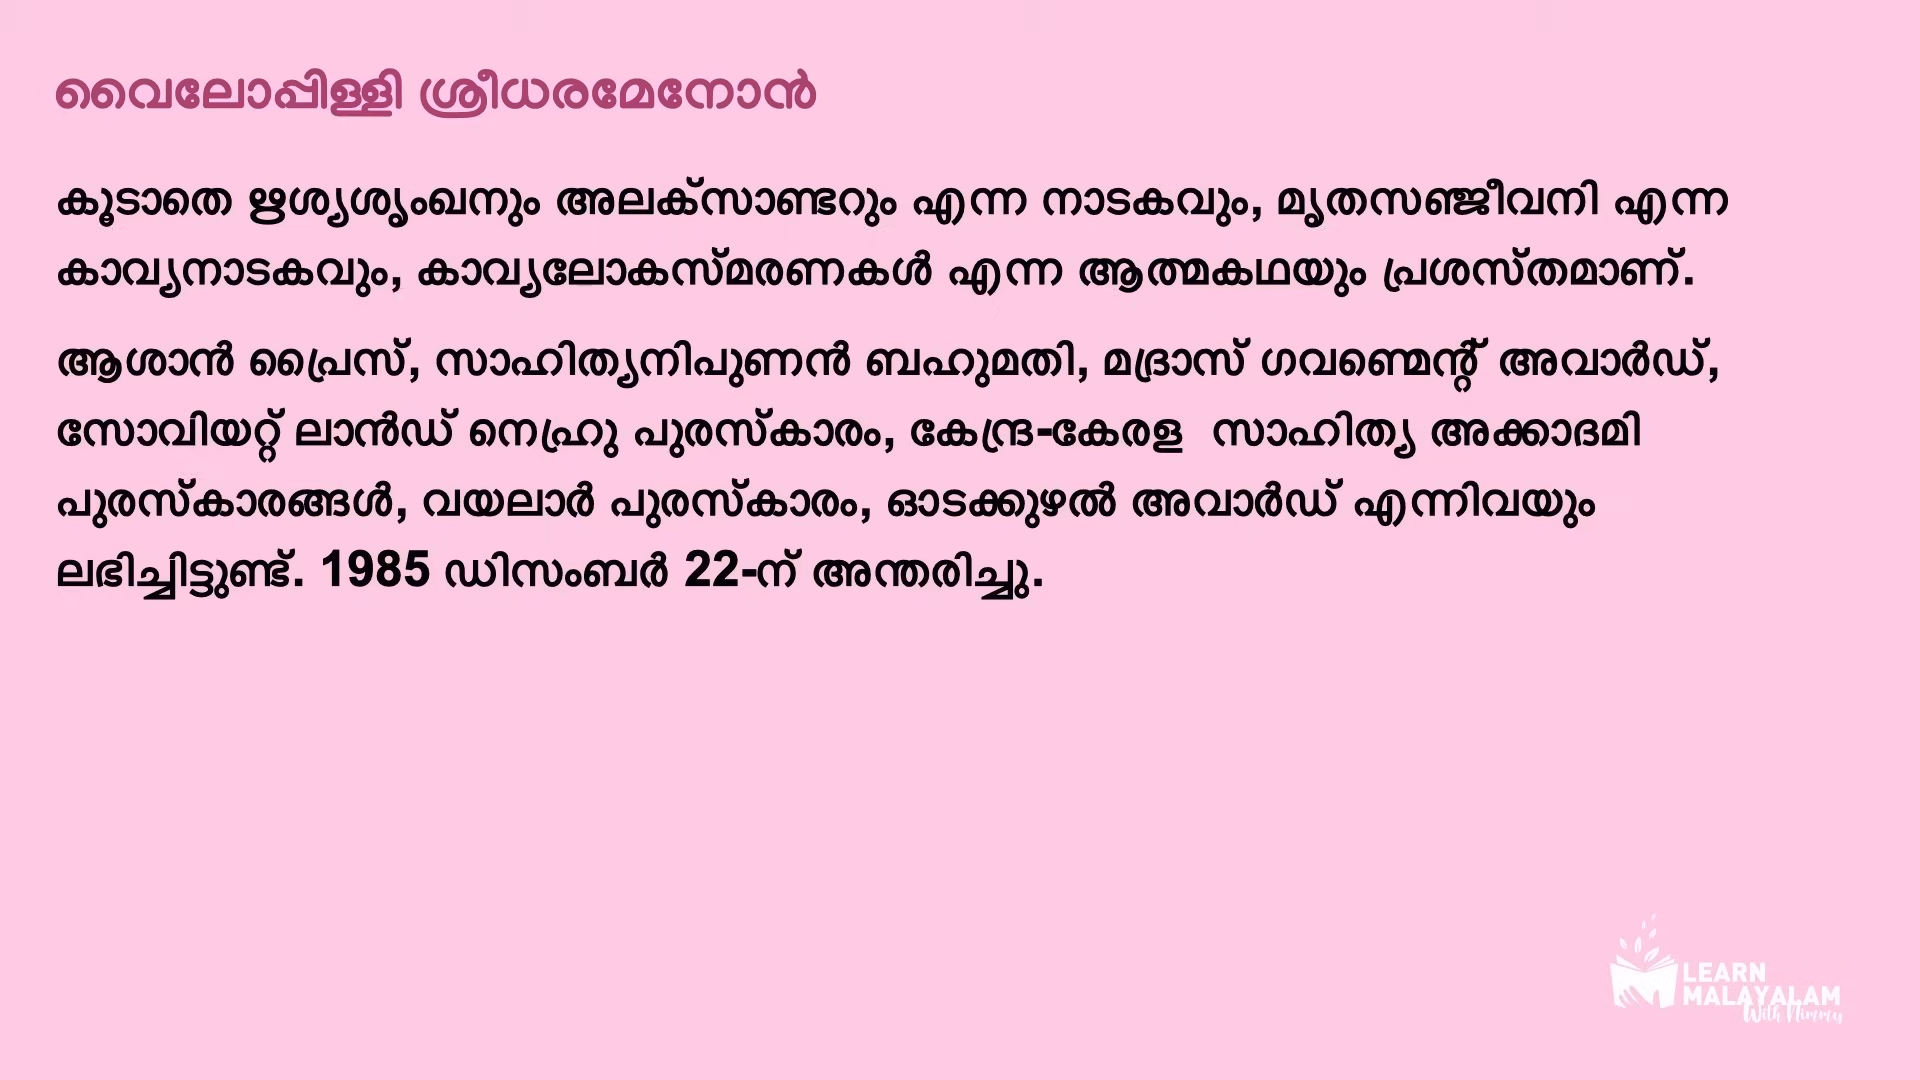 വൈലോപ്പിള്ളി ശ്രീധരമേനോൻ
കൂടാതെ ഋശ്യശൃംഖനും അലക്സാണ്ടറും എന്ന നാടകവും, മൃതസഞ്ജീവനി എന്ന
കാവ്യനാടകവും, കാവ്യലോകസ്മരണകൾ എന്ന ആത്മകഥയും പ്രശസ്തമാണ്.
ആശാൻ പ്രൈസ്, സാഹിത്യനിപുണൻ ബഹുമതി, മദ്രാസ് ഗവണ്മെന്റ് അവാർഡ്,
സോവിയറ്റ് ലാൻഡ് നെഹ്രു പുരസ്കാരം, കേന്ദ്ര-കേരള സാഹിത്യ അക്കാദമി
പുരസ്കാരങ്ങൾ, വയലാർ പുരസ്കാരം, ഓടക്കുഴൽ അവാർഡ് എന്നിവയും
ലഭിച്ചിട്ടുണ്ട്. 1985 ഡിസംബർ 22-ന് അന്തരിച്ചു.
LEARN
MALAYALAM
With Nimmy